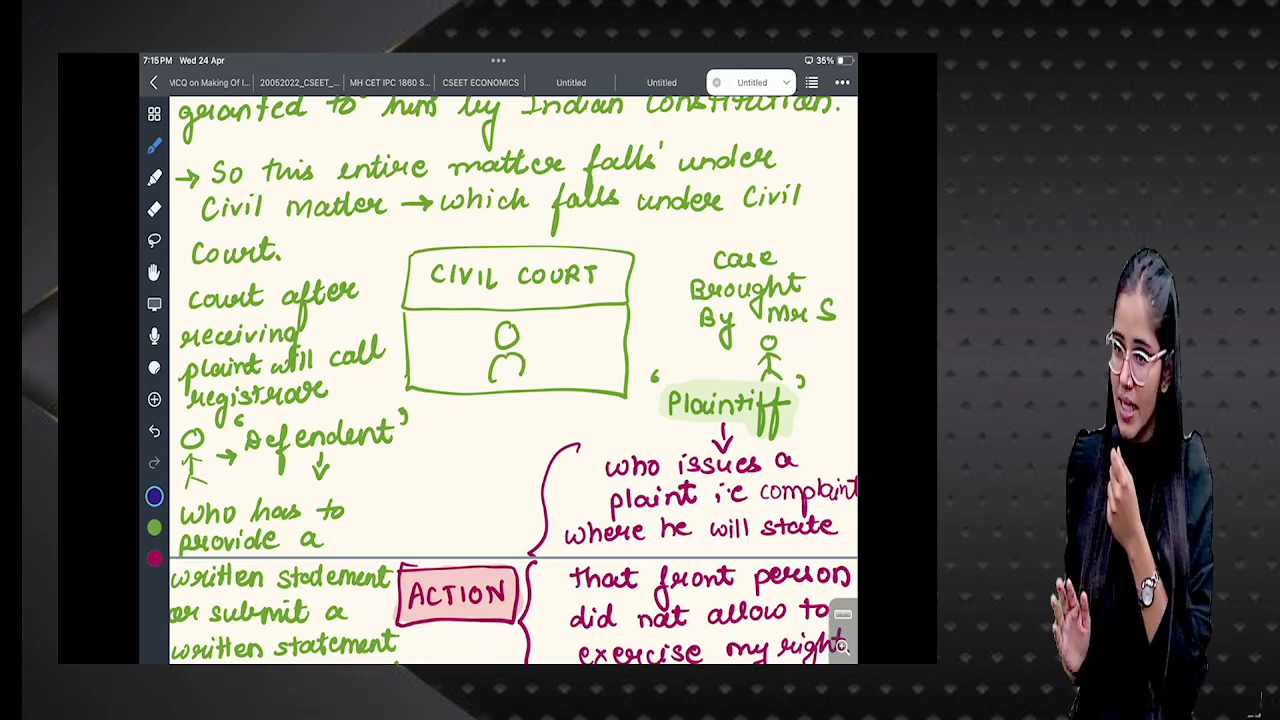 7:15 PM Wed 24 Apr
35%
MCQ on Making Of I... 20052022_CSEET_... MH CET IPC 1860 S... CSEET ECONOMICS Untitled Untitled Untitled
granted to him by Indian Constitution.
→ So this entire matter falls under
Civil Matter → which falls under Civil
Court.
CIVIL COURT
Case
Brought
By Mr S
'Plaintiff'
Court after
receiving
plaint will call
registrar
→ 'Defendent'
who has to
provide a
written statement
or submit a
written statement
who issues a
plaint i.e complaint
where he will state
ACTION
that front person
did not allow to
exercise my right